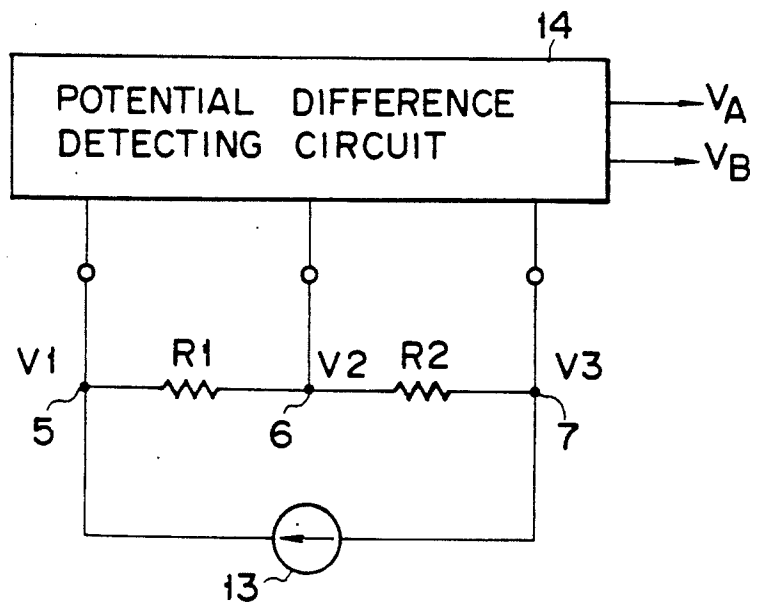 14
POTENTIAL DIFFERENCE
DETECTING CIRCUIT
VA
VB
V1
R1
V2
R2
V3
5
6
7
13